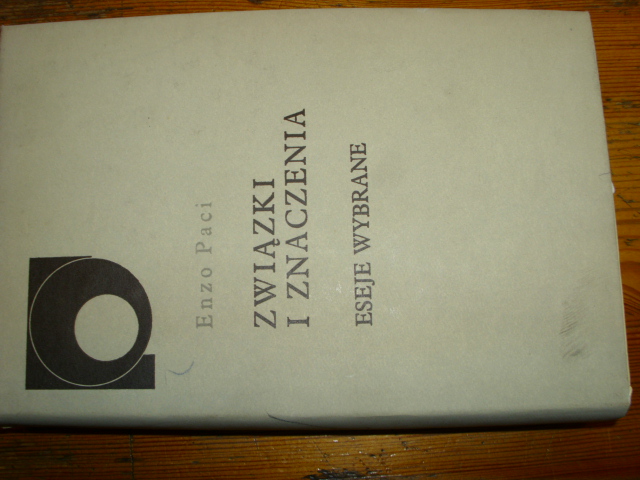 Enzo Paci
ZWIĄZKI
I ZNACZENIA
ESEJE WYBRANE